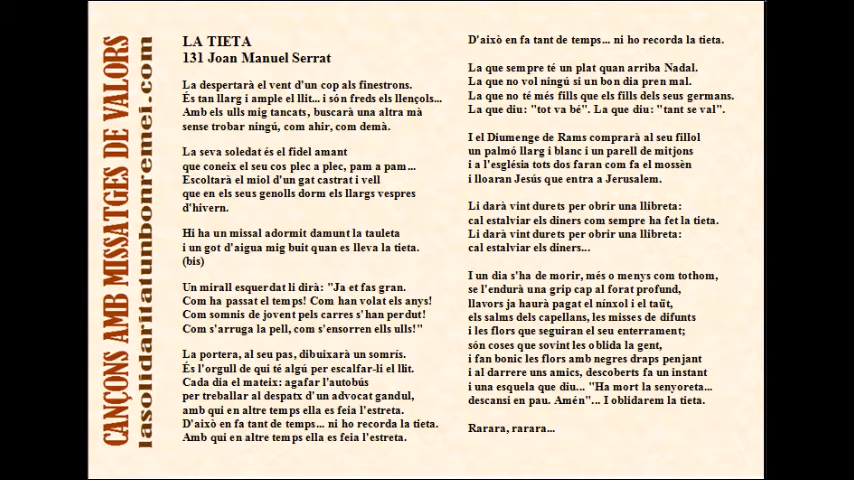 CANÇONS AMB MISSATGES DE VALORS
lasolidaritatunbonremei.com
LA TIETA
131 Joan Manuel Serrat
La despertarà el vent d'un cop als finestrons.
És tan llarg i ample el llit... i són freds els llençols...
Amb els ulls mig tancats, buscarà una altra mà
sense trobar ningú, com ahir, com demà.
La seva soledat és el fidel amant
que coneix el seu cos plec a plec, pam a pam...
Escoltarà el miol d'un gat castrat i vell
que en els seus genolls dorm els llargs vespres
d'hivern.
Hi ha un missal adormit damunt la tauleta
i un got d'aigua mig buit quan es lleva la tieta.
(bis)
Un mirall esquerdat li dirà: "Ja et fas gran.
Com ha passat el temps! Com han volat els anys!
Com somnis de jovent pels carres s'han perdut!
Com s'arruga la pell, com s'ensorren ells ulls!"
La portera, al seu pas, dibuixarà un somrís.
És l'orgull de qui té algú per escalfar-li el llit.
Cada dia el mateix: agafar l'autobús
per treballar al despatx d'un advocat gandul,
amb qui en altre temps ella es feia l'estreta.
D'això en fa tant de temps... ni ho recorda la tieta.
Amb qui en altre temps ella es feia l'estreta.
D'això en fa tant de temps... ni ho recorda la tieta.
La que sempre té un plat quan arriba Nadal.
La que no vol ningú si un bon dia pren mal.
La que no té més fills que els fills dels seus germans.
La que diu: "tot va bé". La que diu: "tant se val".
I el Diumenge de Rams comprarà al seu fillol
un palmó llarg i blanc i un parell de mitjons
i a l'església tots dos faran com fa el mossèn
i lloaran Jesús que entra a Jerusalem.
Li darà vint durets per obrir una llibreta:
cal estalviar els diners com sempre ha fet la tieta.
Li darà vint durets per obrir una llibreta:
cal estalviar els diners...
I un dia s'ha de morir, més o menys com tothom,
se l'endurà una grip cap al forat profund,
llavors ja haurà pagat el nínxol i el taüt,
els salms dels capellans, les misses de difunts
i les flors que seguiran el seu enterrament;
són coses que sovint les oblida la gent,
i fan bonic les flors amb negres draps penjant
i al darrere uns amics, descoberts fa un instant
i una esquela que diu... "Ha mort la senyoreta...
descansi en pau. Amén"... I oblidarem la tieta.
Rarara, rarara...